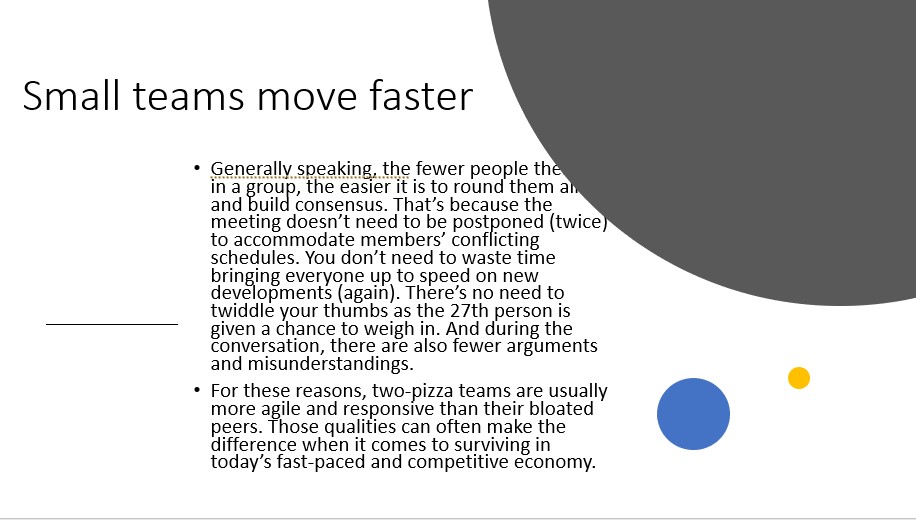 Small teams move faster
• Generally speaking, the fewer people the
in a group, the easier it is to round them al
and build consensus. That’s because the
meeting doesn’t need to be postponed (twice)
to accommodate members’ conflicting
schedules. You don’t need to waste time
bringing everyone up to speed on new
developments (again). There’s no need to
twiddle your thumbs as the 27th person is
given a chance to weigh in. And during the
conversation, there are also fewer arguments
and misunderstandings.
• For these reasons, two-pizza teams are usually
more agile and responsive than their bloated
peers. Those qualities can often make the
difference when it comes to surviving in
today’s fast-paced and competitive economy.